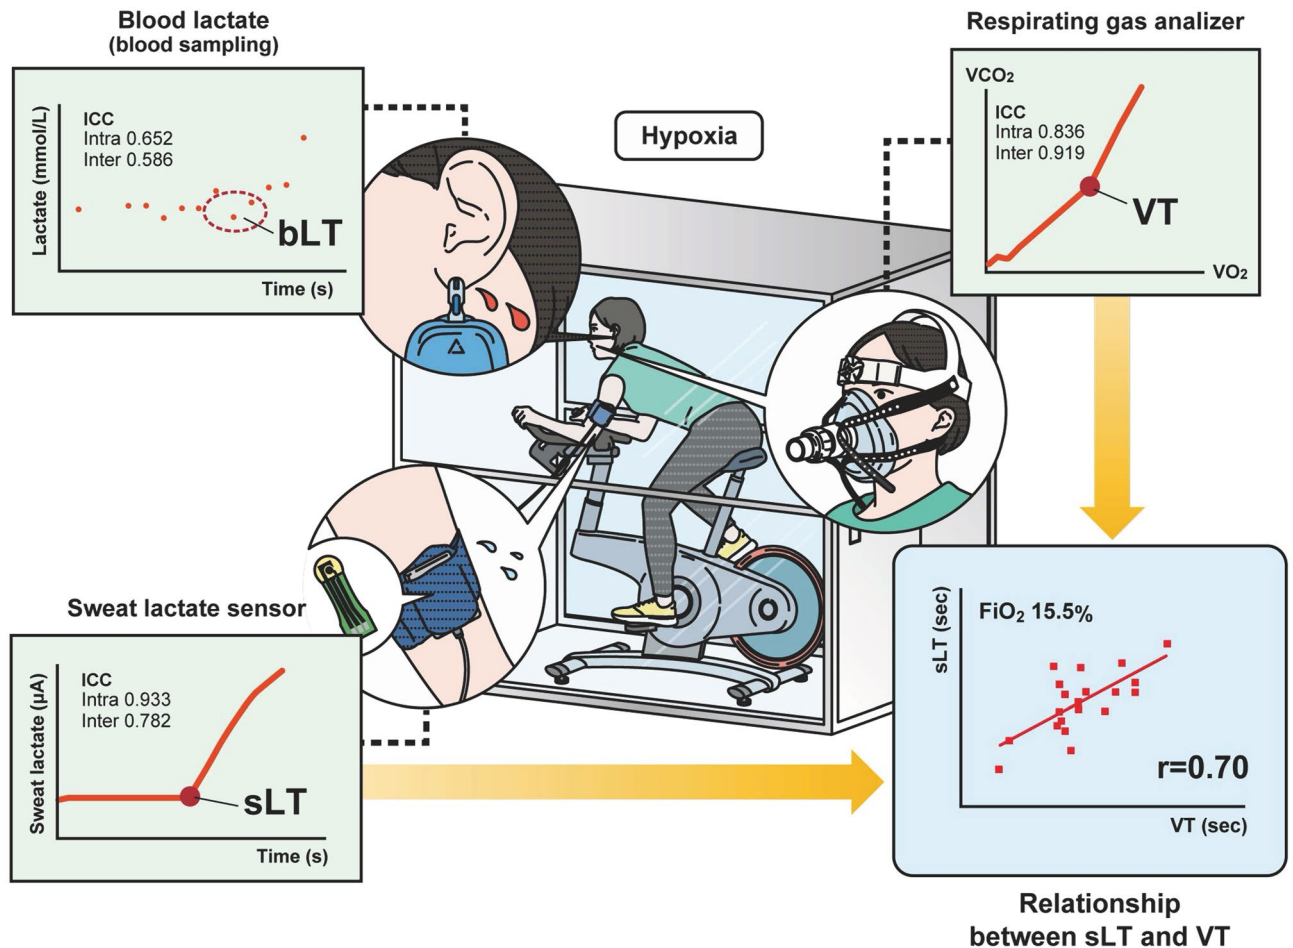 Blood lactate
(blood sampling)
Lactate (mmol/L)
ICC
Intra 0.652
Inter 0.586
bLT
Time (s)
Hypoxia
Respirating gas analizer
VCO₂
ICC
Intra 0.836
Inter 0.919
VT
VO₂
Sweat lactate sensor
Sweat lactate (μA)
ICC
Intra 0.933
Inter 0.782
sLT
Time (s)
sLT (sec)
FiO₂ 15.5%
r=0.70
VT (sec)
Relationship
between sLT and VT